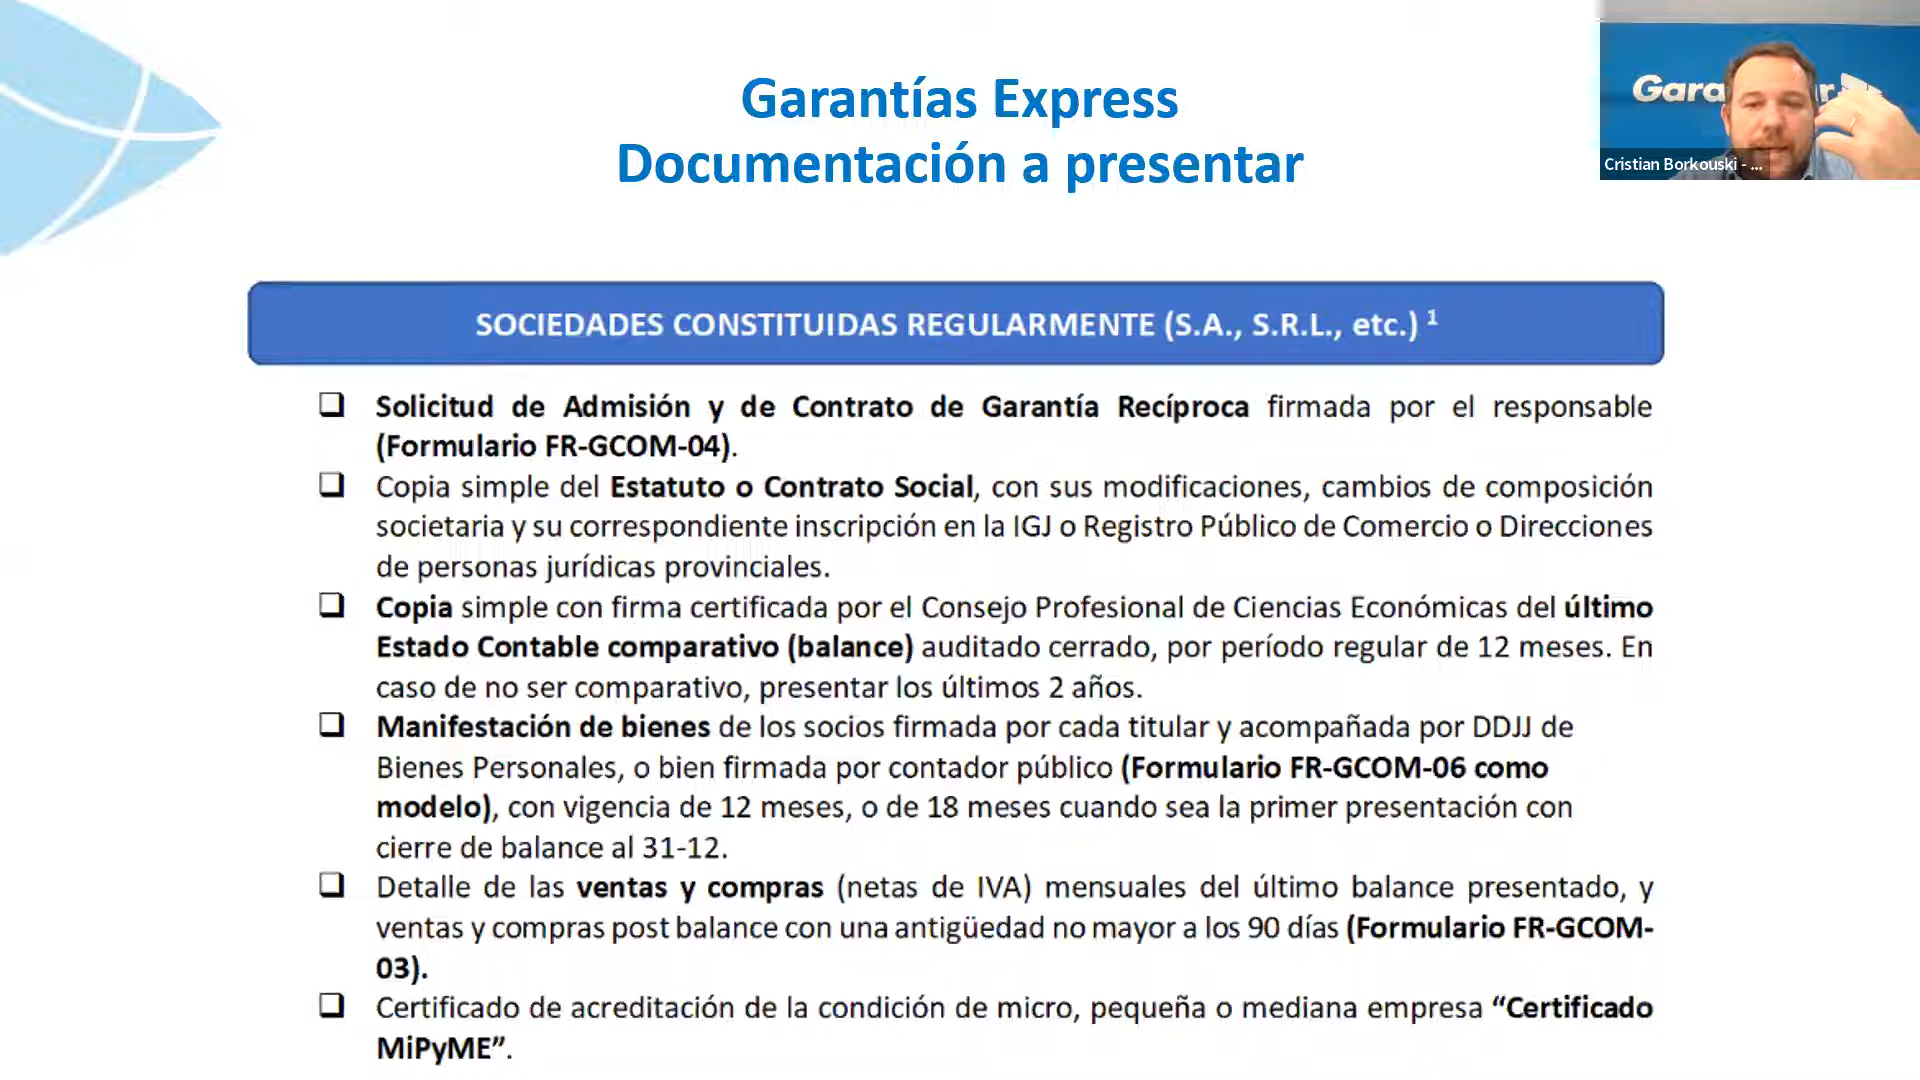 Garantías Express
Documentación a presentar
Cristian Borkouski - ...
SOCIEDADES CONSTITUIDAS REGULARMENTE (S.A., S.R.L., etc.) ¹
❑ Solicitud de Admisión y de Contrato de Garantía Recíproca firmada por el responsable
(Formulario FR-GCOM-04).
❑ Copia simple del Estatuto o Contrato Social, con sus modificaciones, cambios de composición
societaria y su correspondiente inscripción en la IGJ o Registro Público de Comercio o Direcciones
de personas jurídicas provinciales.
❑ Copia simple con firma certificada por el Consejo Profesional de Ciencias Económicas del último
Estado Contable comparativo (balance) auditado cerrado, por período regular de 12 meses. En
caso de no ser comparativo, presentar los últimos 2 años.
❑ Manifestación de bienes de los socios firmada por cada titular y acompañada por DDJJ de
Bienes Personales, o bien firmada por contador público (Formulario FR-GCOM-06 como
modelo), con vigencia de 12 meses, o de 18 meses cuando sea la primer presentación con
cierre de balance al 31-12.
❑ Detalle de las ventas y compras (netas de IVA) mensuales del último balance presentado, y
ventas y compras post balance con una antigüedad no mayor a los 90 días (Formulario FR-GCOM-
03).
❑ Certificado de acreditación de la condición de micro, pequeña o mediana empresa “Certificado
MiPyME”.